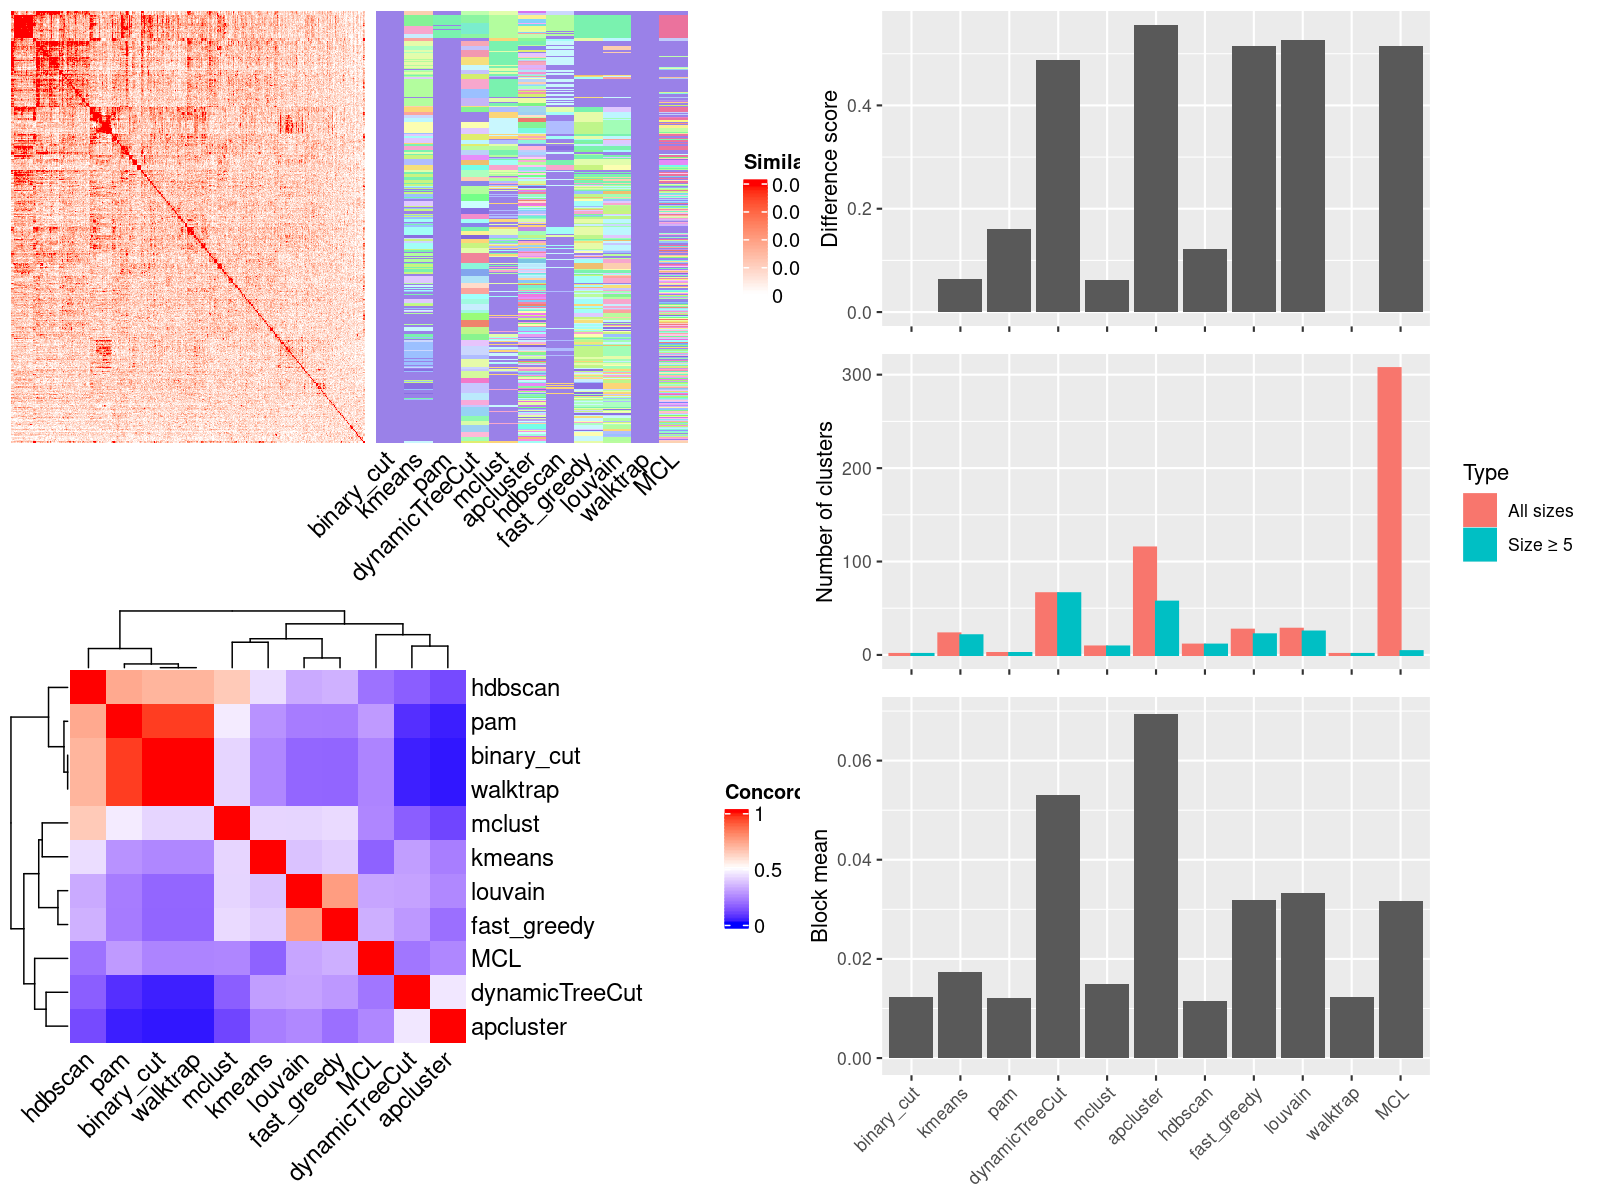 Simila
0.0
0.0
0.0
0.0
0
binary_cut
kmeans
pam
dynamicTreeCut
mclust
apcluster
hdbscan
fast_greedy
louvain
walktrap
MCL
hdbscan
pam
binary_cut
walktrap
mclust
kmeans
louvain
fast_greedy
MCL
dynamicTreeCut
apcluster
hdbscan
pam
binary_cut
walktrap
mclust
kmeans
louvain
fast_greedy
MCL
dynamicTreeCut
apcluster
Concord
1
0.5
0
Difference score
0.4
0.2
0.0
Number of clusters
300
200
100
0
Type
All sizes
Size ≥ 5
Block mean
0.06
0.04
0.02
0.00
binary_cut
kmeans
pam
dynamicTreeCut
mclust
apcluster
hdbscan
fast_greedy
louvain
walktrap
MCL